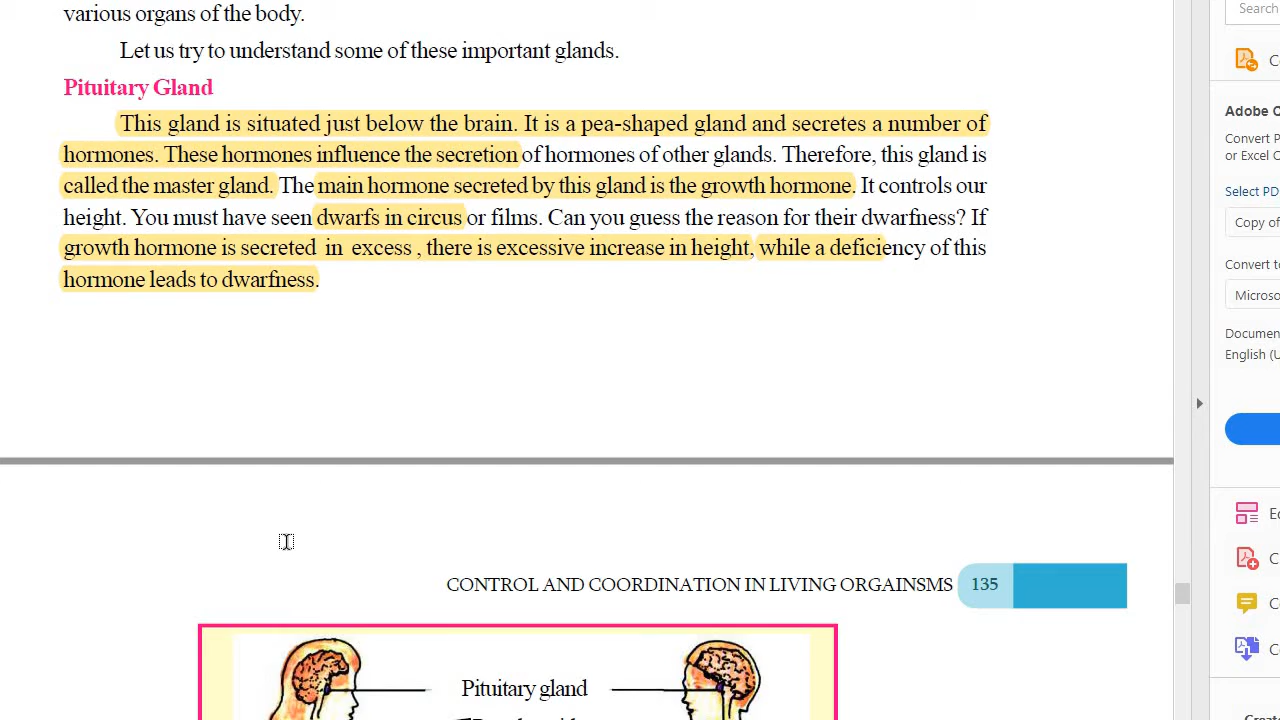 various organs of the body.
Let us try to understand some of these important glands.
Pituitary Gland
This gland is situated just below the brain. It is a pea-shaped gland and secretes a number of
hormones. These hormones influence the secretion of hormones of other glands. Therefore, this gland is
called the master gland. The main hormone secreted by this gland is the growth hormone. It controls our
height. You must have seen dwarfs in circus or films. Can you guess the reason for their dwarfness? If
growth hormone is secreted in excess , there is excessive increase in height, while a deficiency of this
hormone leads to dwarfness.
CONTROL AND COORDINATION IN LIVING ORGAINSMS 135
Pituitary gland
Search
Adobe
Convert
or Excel
Select PD
Copy of
Convert to
Microso
Documen
English